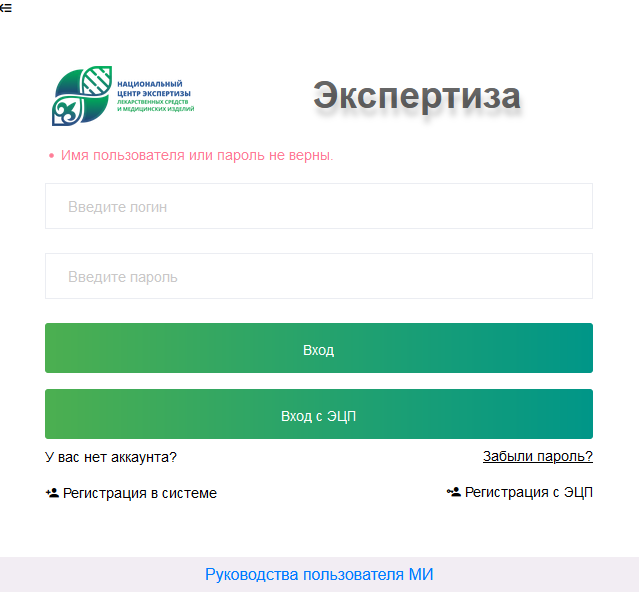 НАЦИОНАЛЬНЫЙ
ЦЕНТР ЭКСПЕРТИЗЫ
ЛЕКАРСТВЕННЫХ СРЕДСТВ
И МЕДИЦИНСКИХ ИЗДЕЛИЙ
Экспертиза
Имя пользователя или пароль не верны.
Введите логин
Введите пароль
Вход
Вход с ЭЦП
У вас нет аккаунта?
Забыли пароль?
Регистрация в системе
Регистрация с ЭЦП
Руководства пользователя МИ